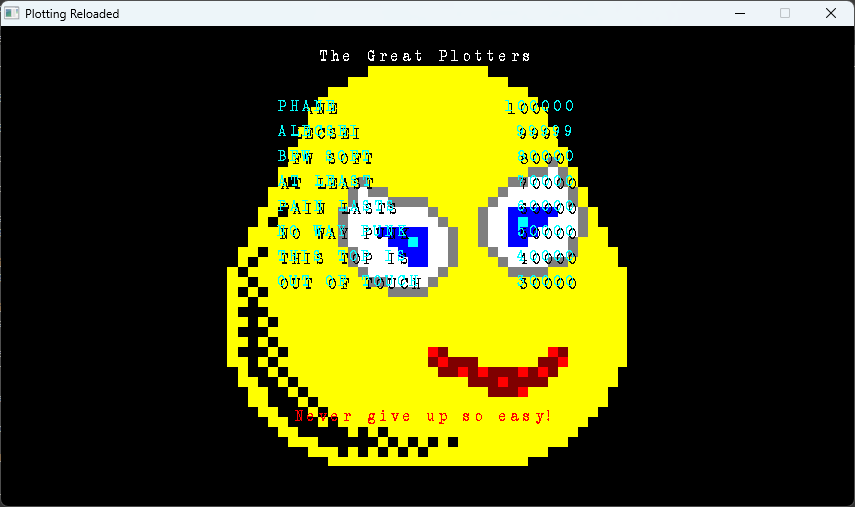 Plotting Reloaded
The Great Plotters
PHANE 100000
ALECSEI 99999
BFW SOFT 80000
AT LEAST 70000
PAIN LASTS 60000
NO WAY PUNK 50000
THIS TOP IS 40000
OUT OF TOUCH 30000
Never give up so easy!